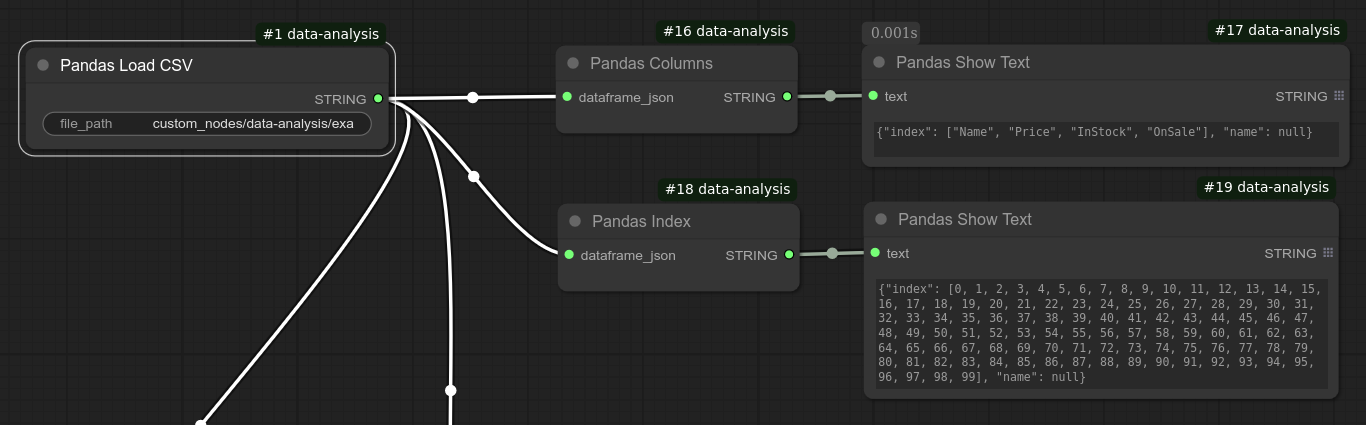 #1 data-analysis
Pandas Load CSV
STRING
file_path custom_nodes/data-analysis/exa
#16 data-analysis
Pandas Columns
dataframe_json STRING
0.001s
#17 data-analysis
Pandas Show Text
text STRING
{"index": ["Name", "Price", "InStock", "OnSale"], "name": null}
#18 data-analysis
Pandas Index
dataframe_json STRING
#19 data-analysis
Pandas Show Text
text STRING
{"index": [0, 1, 2, 3, 4, 5, 6, 7, 8, 9, 10, 11, 12, 13, 14, 15,
16, 17, 18, 19, 20, 21, 22, 23, 24, 25, 26, 27, 28, 29, 30, 31,
32, 33, 34, 35, 36, 37, 38, 39, 40, 41, 42, 43, 44, 45, 46, 47,
48, 49, 50, 51, 52, 53, 54, 55, 56, 57, 58, 59, 60, 61, 62, 63,
64, 65, 66, 67, 68, 69, 70, 71, 72, 73, 74, 75, 76, 77, 78, 79,
80, 81, 82, 83, 84, 85, 86, 87, 88, 89, 90, 91, 92, 93, 94, 95,
96, 97, 98, 99], "name": null}